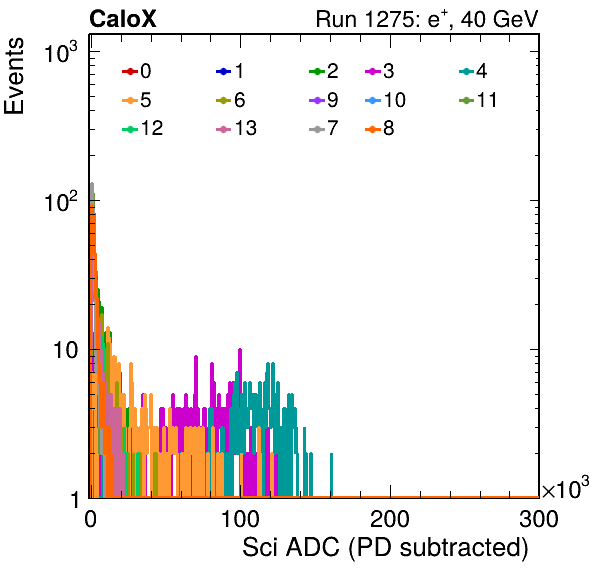 CaloX Run 1275: e⁺, 40 GeV
Events
10³
10²
10
1
0 1 2 3 4
5 6 9 10 11
12 13 7 8
0 100 200 300
×10³
Sci ADC (PD subtracted)